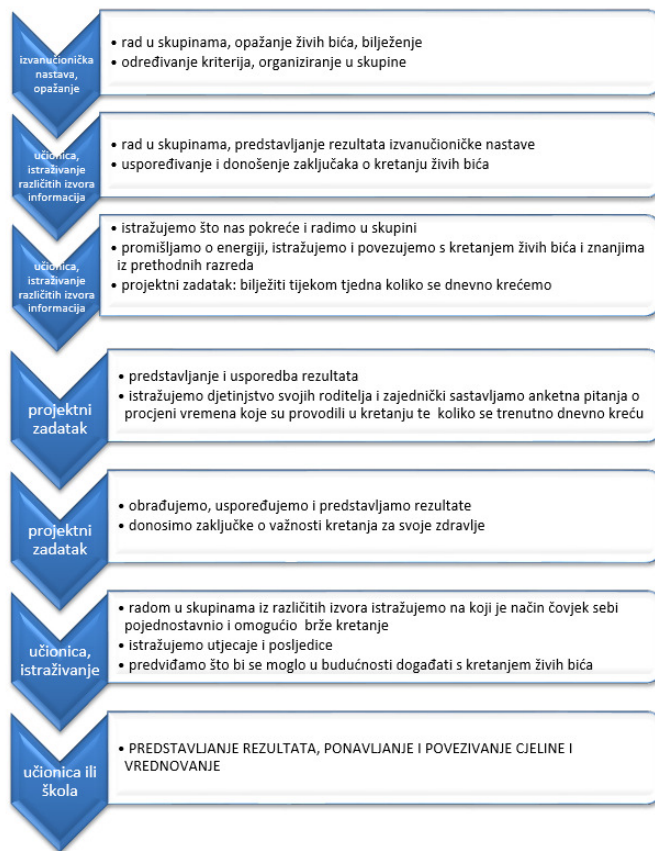 izvanučionička
nastava,
opažanje
• rad u skupinama, opažanje živih bića, bilježenje
• određivanje kriterija, organiziranje u skupine
učionica,
istraživanje
različitih izvora
informacija
• rad u skupinama, predstavljanje rezultata izvanučioničke nastave
• uspoređivanje i donošenje zaključaka o kretanju živih bića
učionica,
istraživanje
različitih izvora
informacija
• istražujemo što nas pokreće i radimo u skupini
• promišljamo o energiji, istražujemo i povezujemo s kretanjem živih bića i znanjima
iz prethodnih razreda
• projektni zadatak: bilježiti tijekom tjedna koliko se dnevno krećemo
projektni
zadatak
• predstavljanje i usporedba rezultata
• istražujemo djetinjstvo svojih roditelja i zajednički sastavljamo anketna pitanja o
procjeni vremena koje su provodili u kretanju te koliko se trenutno dnevno kreću
projektni
zadatak
• obrađujemo, uspoređujemo i predstavljamo rezultate
• donosimo zaključke o važnosti kretanja za svoje zdravlje
učionica,
istraživanje
• radom u skupinama iz različitih izvora istražujemo na koji je način čovjek sebi
pojednostavnio i omogućio brže kretanje
• istražujemo utjecaje i posljedice
• predviđamo što bi se moglo u budućnosti događati s kretanjem živih bića
učionica ili
škola
• PREDSTAVLJANJE REZULTATA, PONAVLJANJE I POVEZIVANJE CJELINE I
VREDNOVANJE